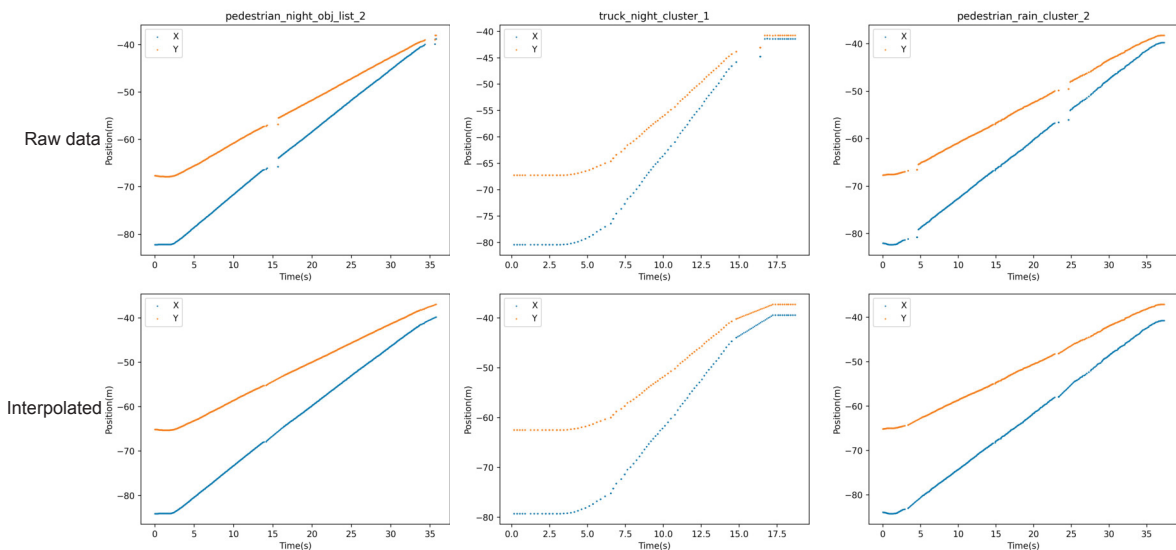 pedestrian_night_obj_list_2
truck_night_cluster_1
pedestrian_rain_cluster_2
Raw data
Position(m)
−40
−50
−60
−70
−80
X
Y
0
5
10
15
20
25
30
35
Time(s)
Position(m)
−40
−45
−50
−55
−60
−65
−70
−75
−80
X
Y
0.0
2.5
5.0
7.5
10.0
12.5
15.0
17.5
Time(s)
Position(m)
−40
−50
−60
−70
−80
X
Y
0
5
10
15
20
25
30
35
Time(s)
Interpolated
Position(m)
−40
−50
−60
−70
−80
X
Y
0
5
10
15
20
25
30
35
Time(s)
Position(m)
−40
−50
−60
−70
−80
X
Y
0.0
2.5
5.0
7.5
10.0
12.5
15.0
17.5
Time(s)
Position(m)
−40
−50
−60
−70
−80
X
Y
0
5
10
15
20
25
30
35
Time(s)